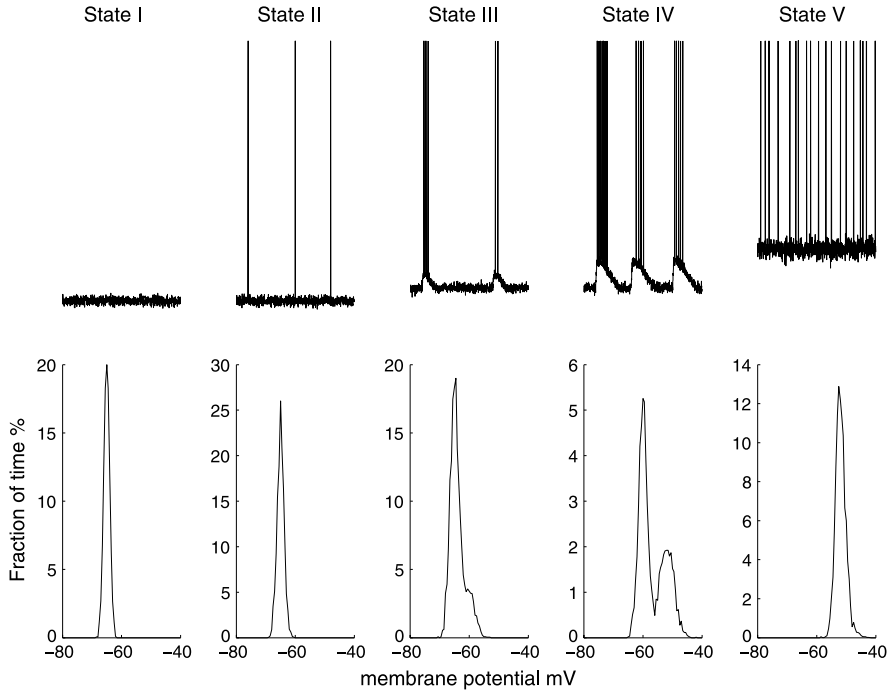 State I State II State III State IV State V
20 30 20 6 14
25 5 12
15 15
20 4 10
8
10 15 10 3
6
10 2
5 5 4
5 1
2
0 0 0 0 0
−80 −60 −40 −80 −60 −40 −80 −60 −40 −80 −60 −40 −80 −60 −40
Fraction of time %
membrane potential mV